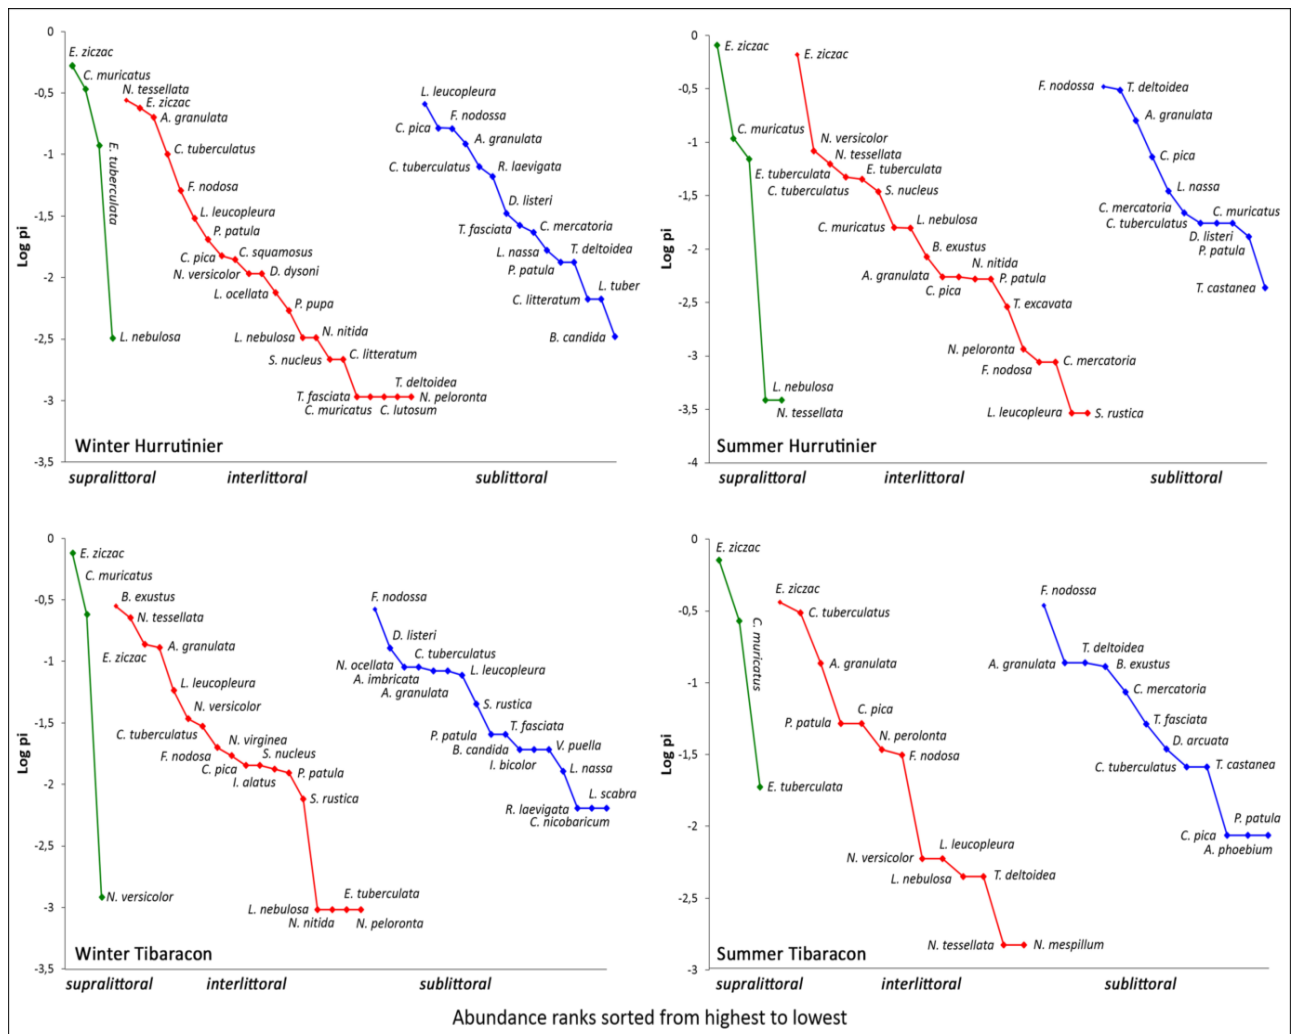 0
-0,5
-1
-1,5
-2
-2,5
-3
-3,5
Log pi
E. ziczac
C. muricatus
E. tuberculata
L. nebulosa
N. tessellata
E. ziczac
A. granulata
C. tuberculatus
F. nodosa
L. leucopleura
P. patula
C. pica
C. squamosus
N. versicolor
D. dysoni
L. ocellata
P. pupa
L. nebulosa
N. nitida
S. nucleus
C. litteratum
T. fasciata
C. muricatus
T. deltoidea
C. lutosum
N. peloronta
L. leucopleura
C. pica
F. nodossa
A. granulata
C. tuberculatus
R. laevigata
D. listeri
T. fasciata
C. mercatoria
L. nassa
T. deltoidea
P. patula
C. litteratum
L. tuber
B. candida
Winter Hurrutinier
supralittoral
interlittoral
sublittoral
0
-0,5
-1
-1,5
-2
-2,5
-3
-3,5
-4
Log pi
E. ziczac
C. muricatus
E. tuberculata
L. nebulosa
N. tessellata
E. ziczac
N. versicolor
N. tessellata
C. tuberculatus
E. tuberculata
S. nucleus
C. muricatus
L. nebulosa
B. exustus
A. granulata
C. pica
N. nitida
P. patula
T. excavata
N. peloronta
F. nodosa
C. mercatoria
L. leucopleura
S. rustica
F. nodossa
T. deltoidea
A. granulata
C. pica
L. nassa
C. mercatoria
C. tuberculatus
C. muricatus
D. listeri
P. patula
T. castanea
Summer Hurrutinier
supralittoral
interlittoral
sublittoral
0
-0,5
-1
-1,5
-2
-2,5
-3
-3,5
Log pi
E. ziczac
C. muricatus
N. versicolor
B. exustus
N. tessellata
E. ziczac
A. granulata
L. leucopleura
N. versicolor
C. tuberculatus
F. nodosa
N. virginea
C. pica
S. nucleus
I. alatus
P. patula
S. rustica
L. nebulosa
N. nitida
E. tuberculata
N. peloronta
F. nodossa
D. listeri
N. ocellata
C. tuberculatus
A. imbricata
A. granulata
L. leucopleura
S. rustica
P. patula
T. fasciata
B. candida
I. bicolor
V. puella
L. nassa
R. laevigata
L. scabra
C. nicobaricum
Winter Tibaracon
supralittoral
interlittoral
sublittoral
0
-0,5
-1
-1,5
-2
-2,5
-3
Log pi
E. ziczac
C. muricatus
E. tuberculata
E. ziczac
C. tuberculatus
A. granulata
P. patula
C. pica
N. perolonta
F. nodosa
N. versicolor
L. leucopleura
L. nebulosa
T. deltoidea
N. tessellata
N. mespillum
F. nodossa
A. granulata
T. deltoidea
B. exustus
C. mercatoria
T. fasciata
D. arcuata
C. tuberculatus
T. castanea
C. pica
P. patula
A. phoebium
Summer Tibaracon
supralittoral
interlittoral
sublittoral
Abundance ranks sorted from highest to lowest